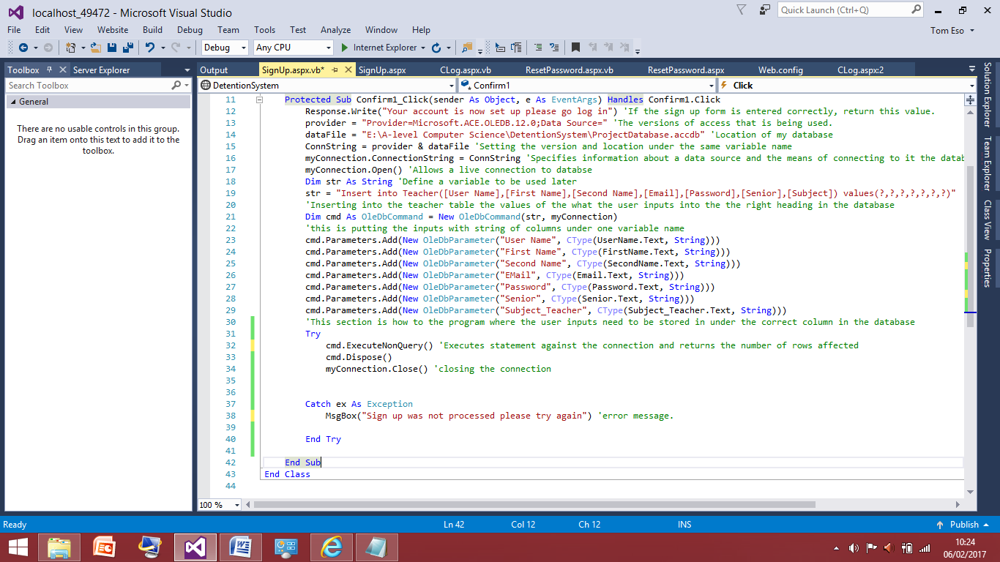 localhost_49472 - Microsoft Visual Studio
Quick Launch (Ctrl+Q)
File Edit View Website Build Debug Team Tools Test Analyze Window Help
Tom Eso
Debug Any CPU Internet Explorer
Toolbox Server Explorer
Output SignUp.aspx.vb* SignUp.aspx CLog.aspx.vb ResetPassword.aspx.vb ResetPassword.aspx Web.config CLog.aspx:2
Search Toolbox
DetentionSystem Confirm1 Click
General
There are no usable controls in this group.
Drag an item onto this text to add it to the
toolbox.
11 Protected Sub Confirm1_Click(sender As Object, e As EventArgs) Handles Confirm1.Click
12 Response.Write("Your account is now set up please go log in") 'If the sign up form is entered correctly, return this value.
13 provider = "Provider=Microsoft.ACE.OLEDB.12.0;Data Source=" 'The versions of access that is being used.
14 dataFile = "E:\A-level Computer Science\DetentionSystem\ProjectDatabase.accdb" 'Location of my database
15 ConnString = provider & dataFile 'Setting the version and location under the same variable name
16 myConnection.ConnectionString = ConnString 'Specifies information about a data source and the means of connecting to it the datab
17 myConnection.Open() 'Allows a live connection to databse
18 Dim str As String 'Define a variable to be used later
19 str = "Insert into Teacher([User Name],[First Name],[Second Name],[Email],[Password],[Senior],[Subject]) values(?,?,?,?,?,?,?)"
20 'Inserting into the teacher table the values of the what the user inputs into the the right heading in the database
21 Dim cmd As OleDbCommand = New OleDbCommand(str, myConnection)
22 'this is putting the inputs with string of columns under one variable name
23 cmd.Parameters.Add(New OleDbParameter("User Name", CType(UserName.Text, String)))
24 cmd.Parameters.Add(New OleDbParameter("First Name", CType(FirstName.Text, String)))
25 cmd.Parameters.Add(New OleDbParameter("Second Name", CType(SecondName.Text, String)))
26 cmd.Parameters.Add(New OleDbParameter("EMail", CType(Email.Text, String)))
27 cmd.Parameters.Add(New OleDbParameter("Password", CType(Password.Text, String)))
28 cmd.Parameters.Add(New OleDbParameter("Senior", CType(Senior.Text, String)))
29 cmd.Parameters.Add(New OleDbParameter("Subject_Teacher", CType(Subject_Teacher.Text, String)))
30 'This section is how to the program where the user inputs need to be stored in under the correct column in the database
31 Try
32 cmd.ExecuteNonQuery() 'Executes statement against the connection and returns the number of rows affected
33 cmd.Dispose()
34 myConnection.Close() 'closing the connection
35
36
37 Catch ex As Exception
38 MsgBox("Sign up was not processed please try again") 'error message.
39
40 End Try
41
42 End Sub
43 End Class
44
Solution Explorer
Team Explorer
Class View
Properties
100 %
Ready Ln 42 Col 12 Ch 12 INS Publish
10:24
06/02/2017